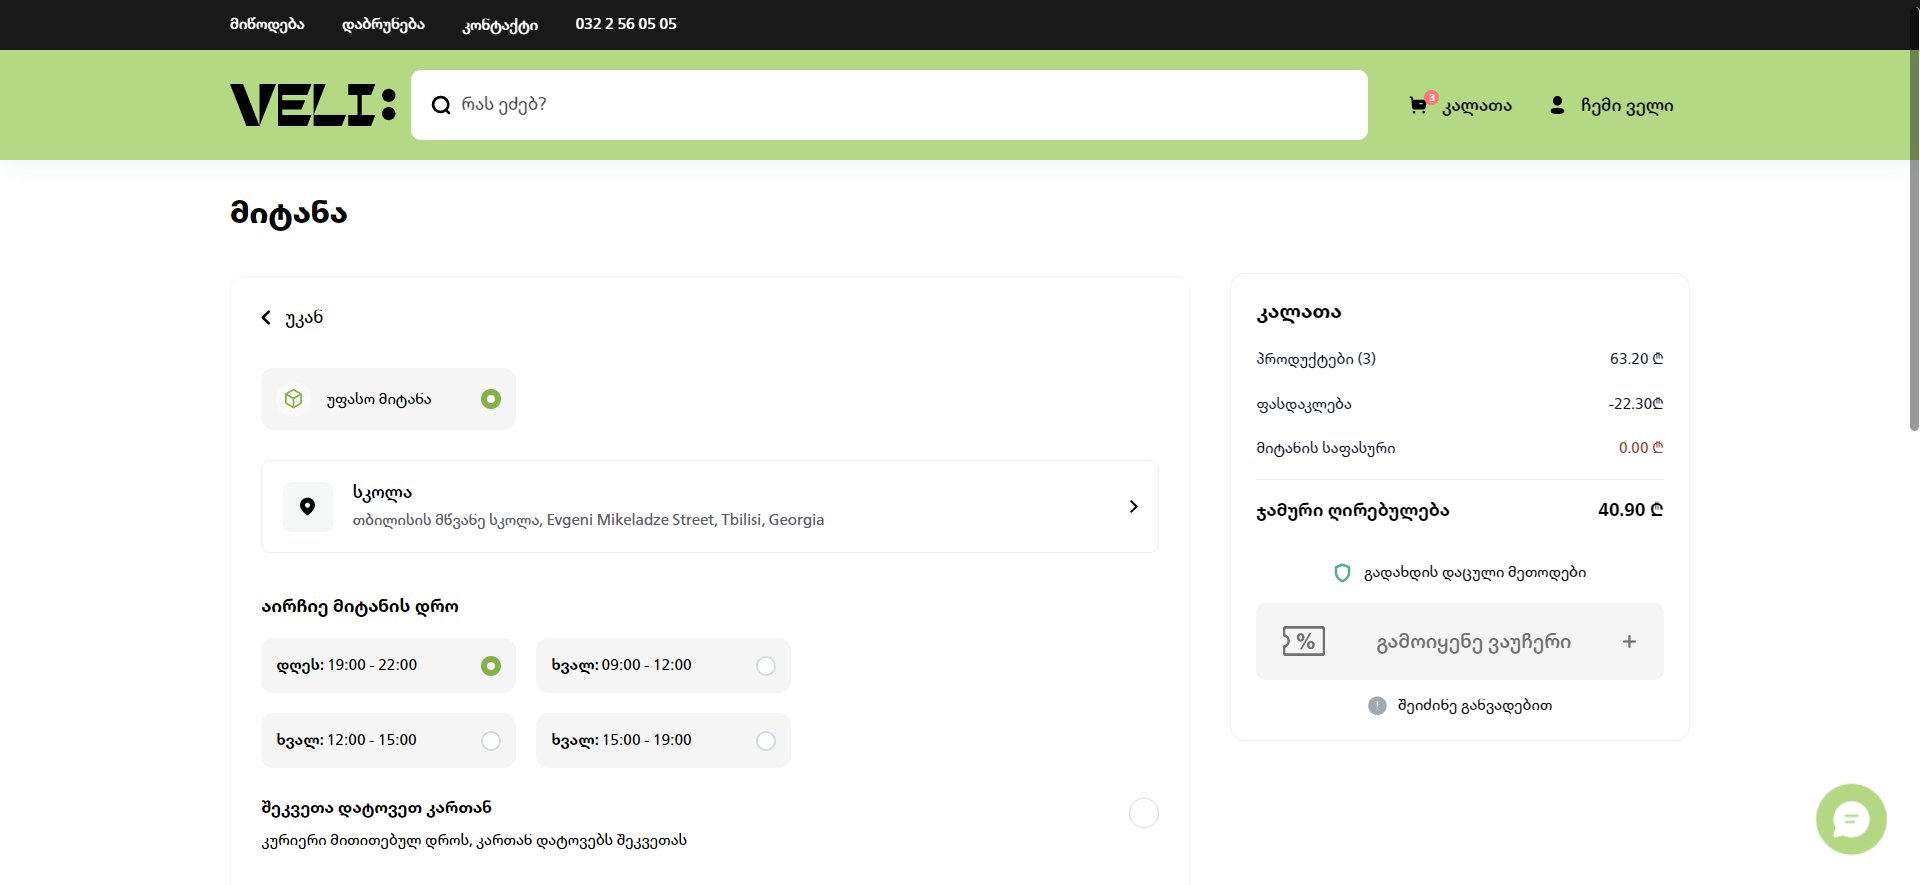 მიწოდება დაბრუნება კონტაქტი 032 2 56 05 05
VELI: რას ეძებ? 3 კალათა ჩემი ველი
მიტანა
უკან
უფასო მიტანა
სკოლა
თბილისის მწვანე სკოლა, Evgeni Mikeladze Street, Tbilisi, Georgia
აირჩიე მიტანის დრო
დღეს: 19:00 - 22:00
ხვალ: 09:00 - 12:00
ხვალ: 12:00 - 15:00
ხვალ: 15:00 - 19:00
შეკვეთა დატოვეთ კართან
კურიერი მითითებულ დროს, კართან დატოვებს შეკვეთას
კალათა
პროდუქტები (3) 63.20 ₾
ფასდაკლება -22.30₾
მიტანის საფასური 0.00 ₾
ჯამური ღირებულება 40.90 ₾
გადახდის დაცული მეთოდები
% გამოიყენე ვაუჩერი +
შეიძინე განვადებით